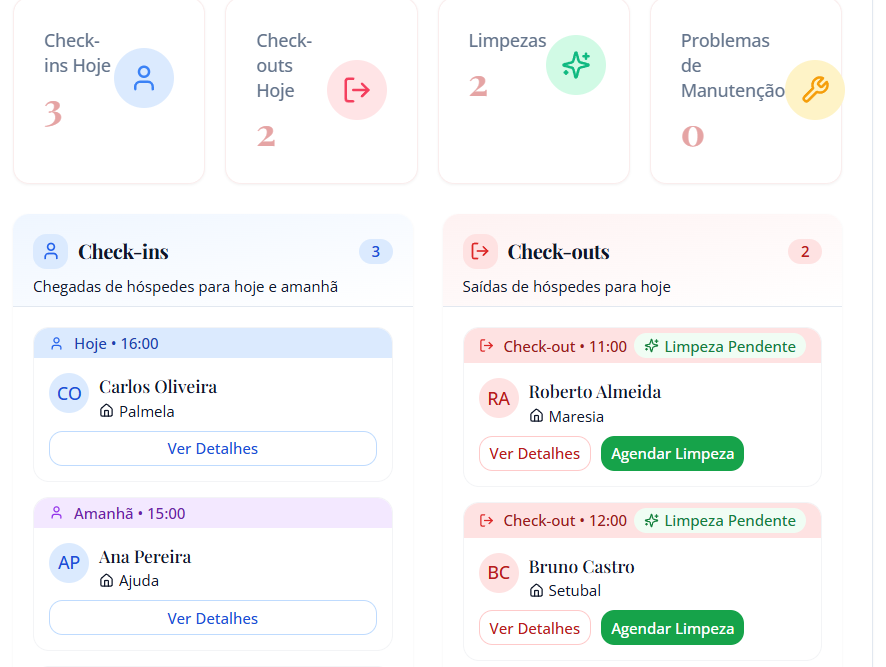 Check-
ins Hoje
3
Check-
outs
Hoje
2
Limpezas
2
Problemas
de
Manutenção
0
Check-ins
3
Chegadas de hóspedes para hoje e amanhã
Hoje • 16:00
CO
Carlos Oliveira
Palmela
Ver Detalhes
Amanhã • 15:00
AP
Ana Pereira
Ajuda
Ver Detalhes
Check-outs
2
Saídas de hóspedes para hoje
Check-out • 11:00 Limpeza Pendente
RA
Roberto Almeida
Maresia
Ver Detalhes Agendar Limpeza
Check-out • 12:00 Limpeza Pendente
BC
Bruno Castro
Setubal
Ver Detalhes Agendar Limpeza